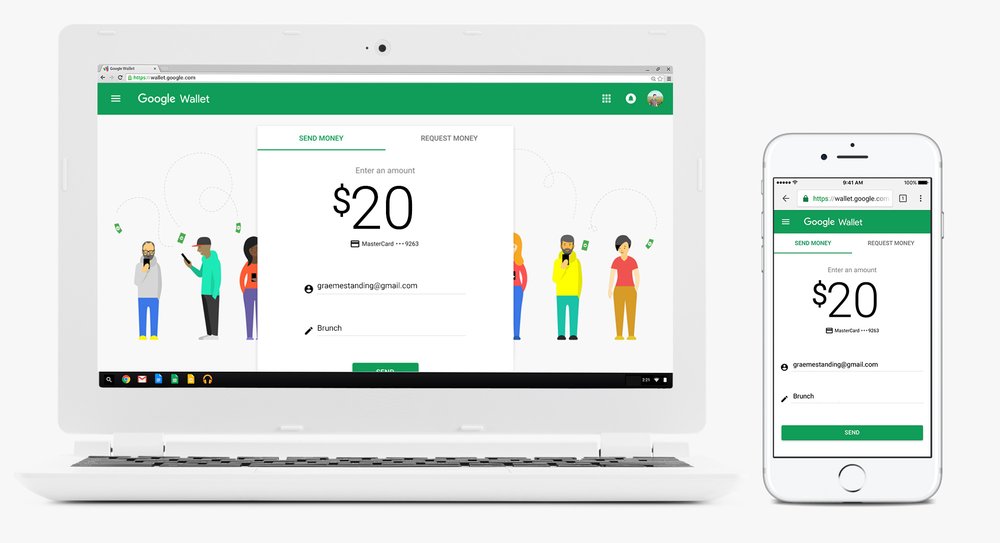 Google Wallet
https://wallet.google.com
Google Wallet
SEND MONEY
REQUEST MONEY
Enter an amount
$20
MasterCard •••9263
graemestanding@gmail.com
Brunch
SEND
2:21
9:41 AM
100%
https://wallet.google.com
1
Google Wallet
SEND MONEY
REQUEST MONEY
Enter an amount
$20
MasterCard •••9263
graemestanding@gmail.com
Brunch
SEND